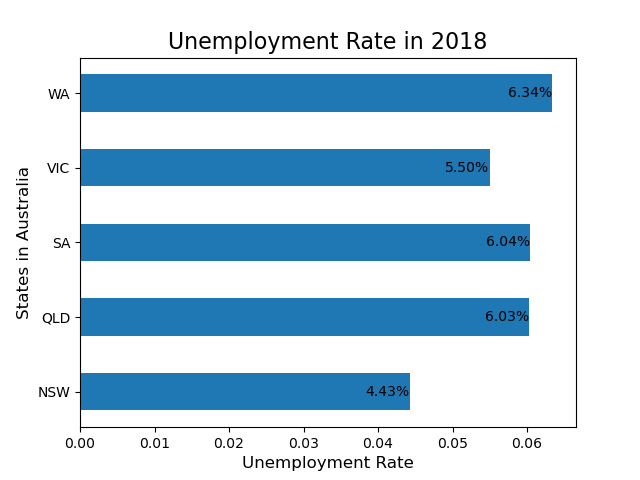 Unemployment Rate in 2018
States in Australia
WA
6.34%
VIC
5.50%
SA
6.04%
QLD
6.03%
NSW
4.43%
0.00 0.01 0.02 0.03 0.04 0.05 0.06
Unemployment Rate